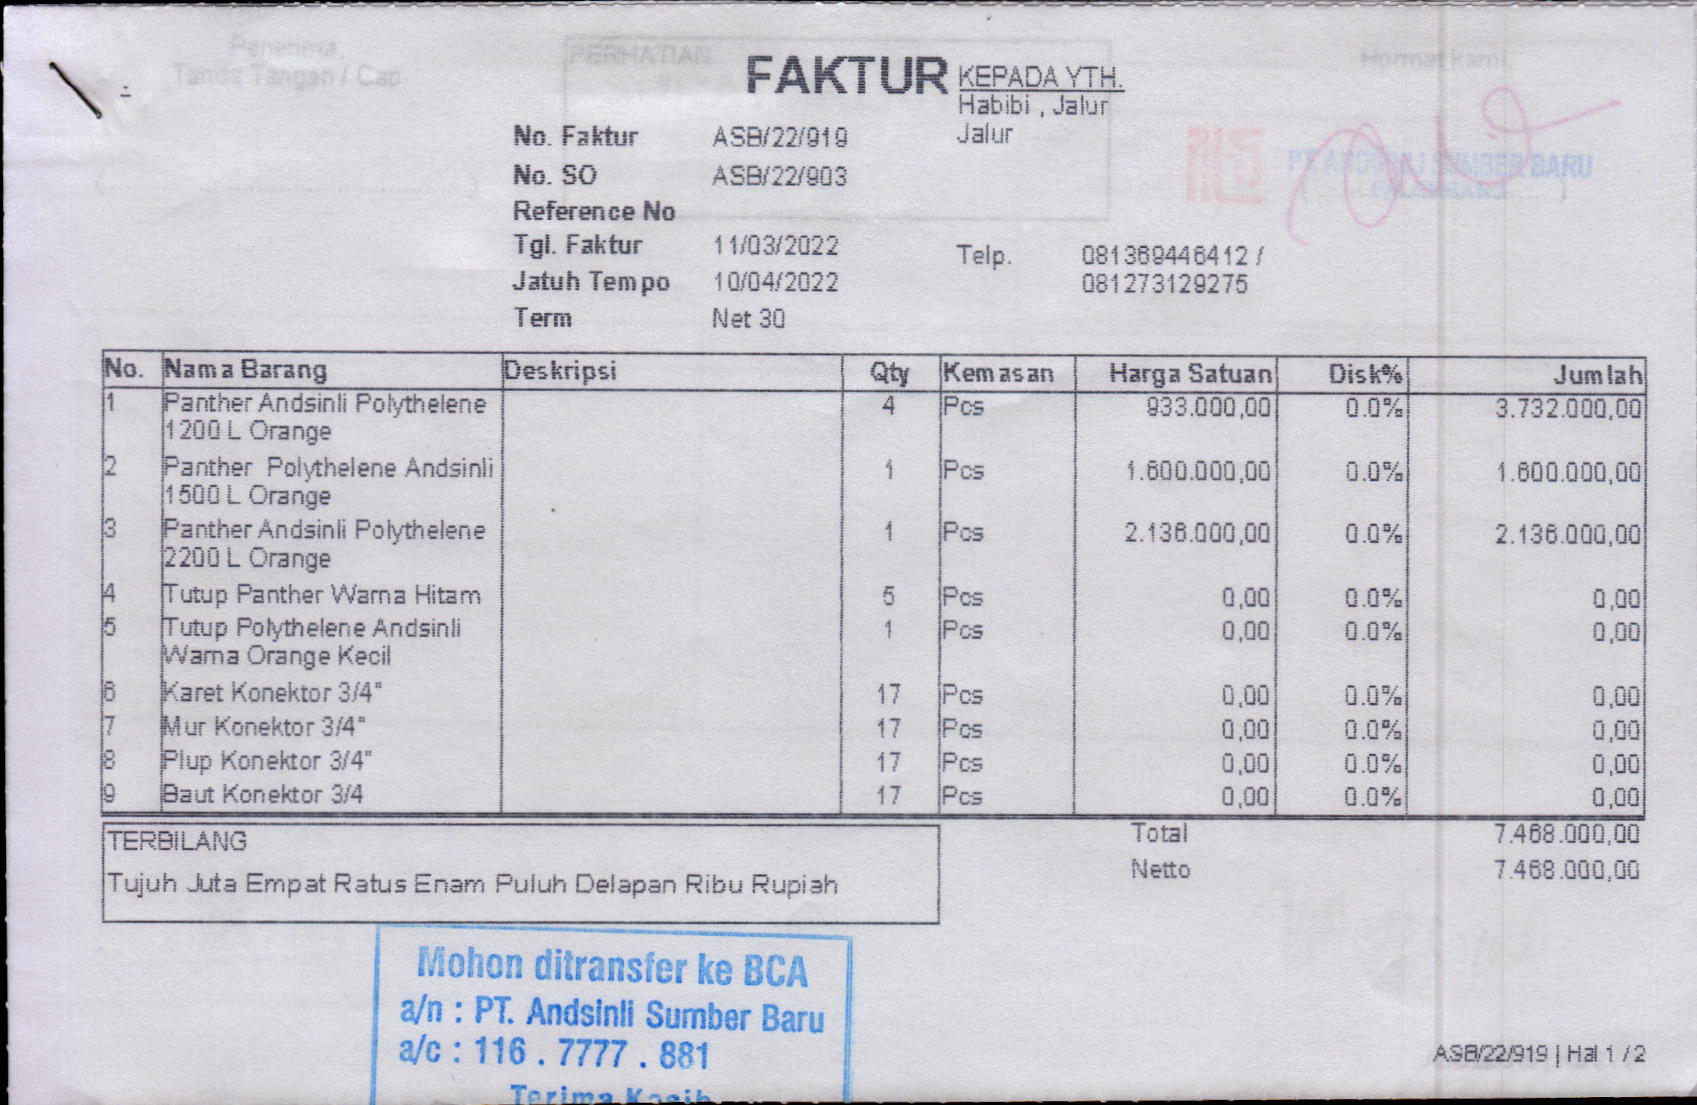 Penerima,
Tanda Tangan / Cap
PERHATIAN
Hormat kami,
FAKTUR
KEPADA YTH.
Habibi , Jalur
Jalur
No. Faktur ASB/22/919
No. SO ASB/22/903
Reference No
Tgl. Faktur 11/03/2022
Jatuh Tempo 10/04/2022
Term Net 30
PT ANDSINLI SUMBER BARU
PALEMBANG
Telp. 081369446412 /
081273129275
No. Nama Barang Deskripsi Qty Kemasan Harga Satuan Disk% Jumlah
1 Panther Andsinli Polythelene 4 Pcs 933.000,00 0.0% 3.732.000,00
1200 L Orange
2 Panther Polythelene Andsinli 1 Pcs 1.600.000,00 0.0% 1.600.000,00
1500 L Orange
3 Panther Andsinli Polythelene 1 Pcs 2.136.000,00 0.0% 2.136.000,00
2200 L Orange
4 Tutup Panther Warna Hitam 5 Pcs 0,00 0.0% 0,00
5 Tutup Polythelene Andsinli 1 Pcs 0,00 0.0% 0,00
Warna Orange Kecil
6 Karet Konektor 3/4" 17 Pcs 0,00 0.0% 0,00
7 Mur Konektor 3/4" 17 Pcs 0,00 0.0% 0,00
8 Plup Konektor 3/4" 17 Pcs 0,00 0.0% 0,00
9 Baut Konektor 3/4 17 Pcs 0,00 0.0% 0,00
TERBILANG
Tujuh Juta Empat Ratus Enam Puluh Delapan Ribu Rupiah
Total 7.468.000,00
Netto 7.468.000,00
Mohon ditransfer ke BCA
a/n : PT. Andsinli Sumber Baru
a/c : 116 . 7777 . 881
Terima Kasih
ASB/22/919 | Hal 1 / 2